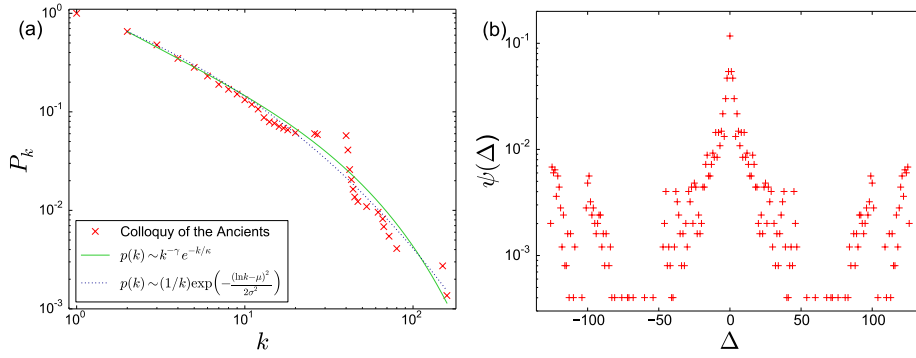 (a)
10^0
10^-1
10^-2
10^-3
P_k
× Colloquy of the Ancients
p(k) ~ k^{-γ} e^{-k/κ}
p(k) ~ (1/k)exp(-(ln k-μ)^2/2σ^2)
10^0 10^1 10^2
k
(b)
10^-1
10^-2
10^-3
ψ(Δ)
−100 −50 0 50 100
Δ